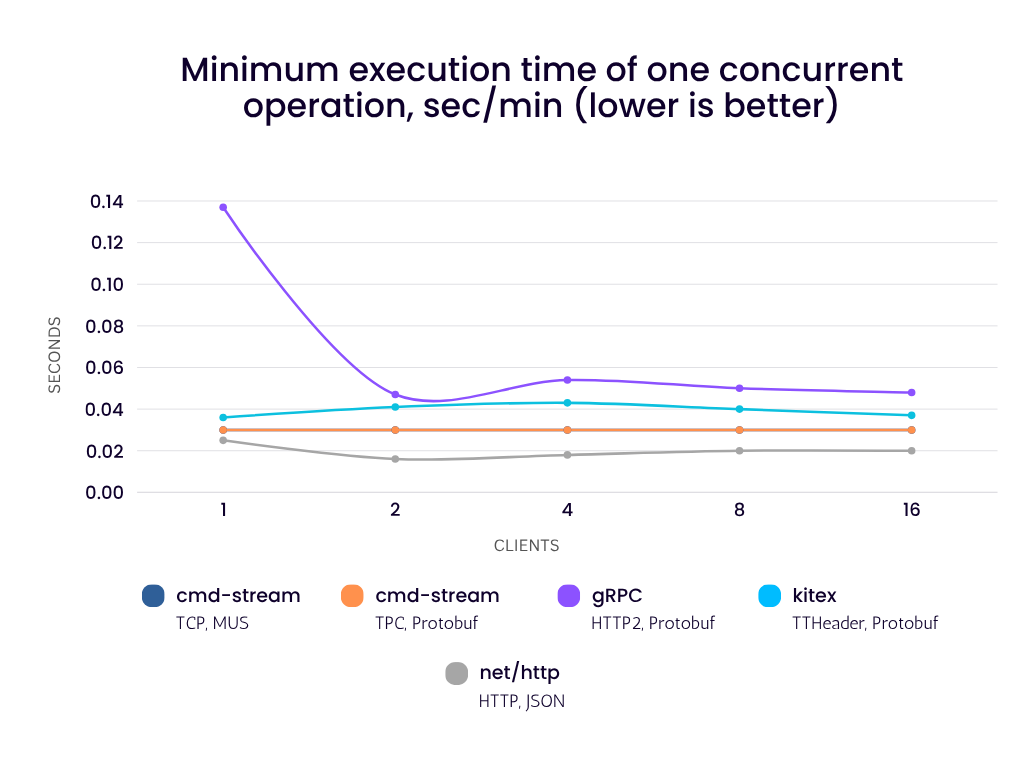 Minimum execution time of one concurrent
operation, sec/min (lower is better)
0.14
0.12
0.10
0.08
0.06
0.04
0.02
0.00
SECONDS
1 2 4 8 16
CLIENTS
cmd-stream cmd-stream gRPC kitex
TCP, MUS TPC, Protobuf HTTP2, Protobuf TTHeader, Protobuf
net/http
HTTP, JSON